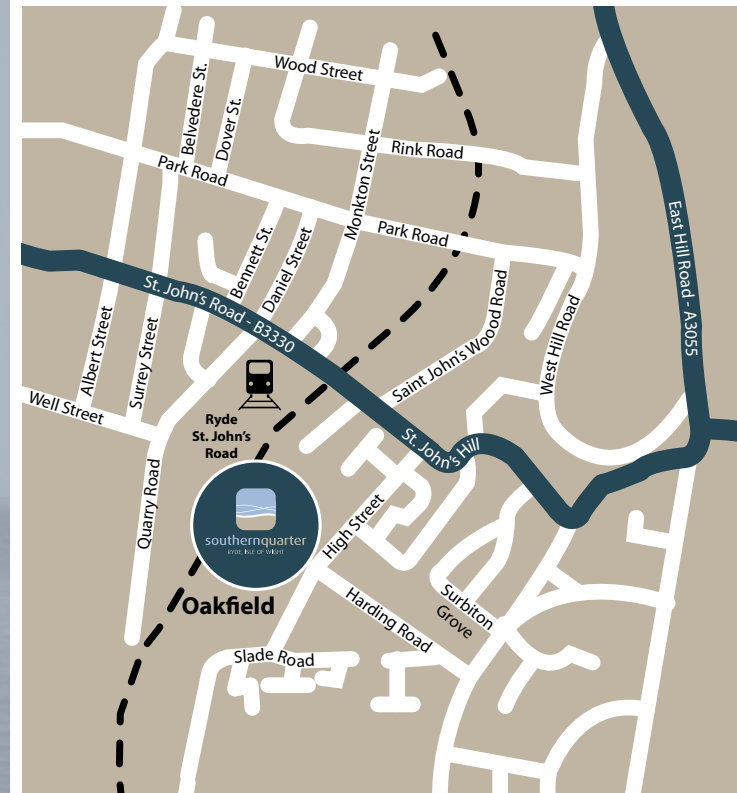 Wood Street
Belvedere St.
Dover St.
Rink Road
Park Road
Monkton Street
Park Road
Bennett St.
Daniel Street
East Hill Road - A3055
St. John's Road - B3330
Saint John's Woood Road
West Hill Road
Albert Street
Surrey Street
Well Street
Ryde
St. John's
Road
St. John's Hill
Quarry Road
southernquarter
RYDE, ISLE OF WIGHT
High Street
Oakfield
Harding Road
Surbiton
Grove
Slade Road